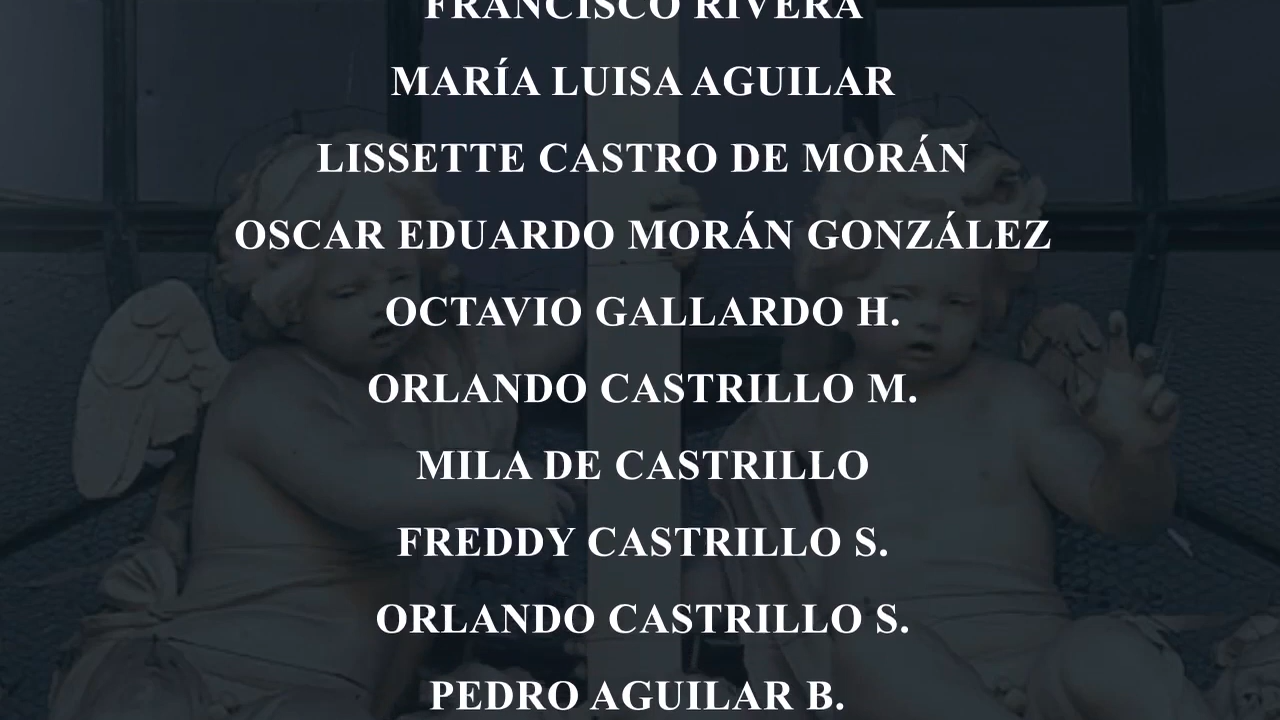 FRANCISCO RIVERA
MARÍA LUISA AGUILAR
LISSETTE CASTRO DE MORÁN
OSCAR EDUARDO MORÁN GONZÁLEZ
OCTAVIO GALLARDO H.
ORLANDO CASTRILLO M.
MILA DE CASTRILLO
FREDDY CASTRILLO S.
ORLANDO CASTRILLO S.
PEDRO AGUILAR B.